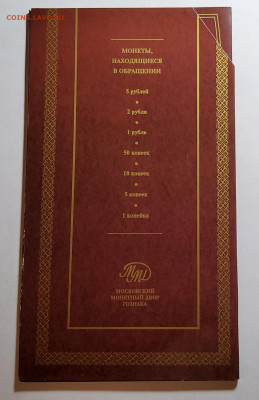 COINS.LAVE.RU
МОНЕТЫ,
НАХОДЯЩИЕСЯ
В ОБРАЩЕНИИ
5 рублей
2 рубля
1 рубль
50 копеек
10 копеек
5 копеек
1 копейка
ММД
МОСКОВСКИЙ
МОНЕТНЫЙ ДВОР
ГОЗНАКА